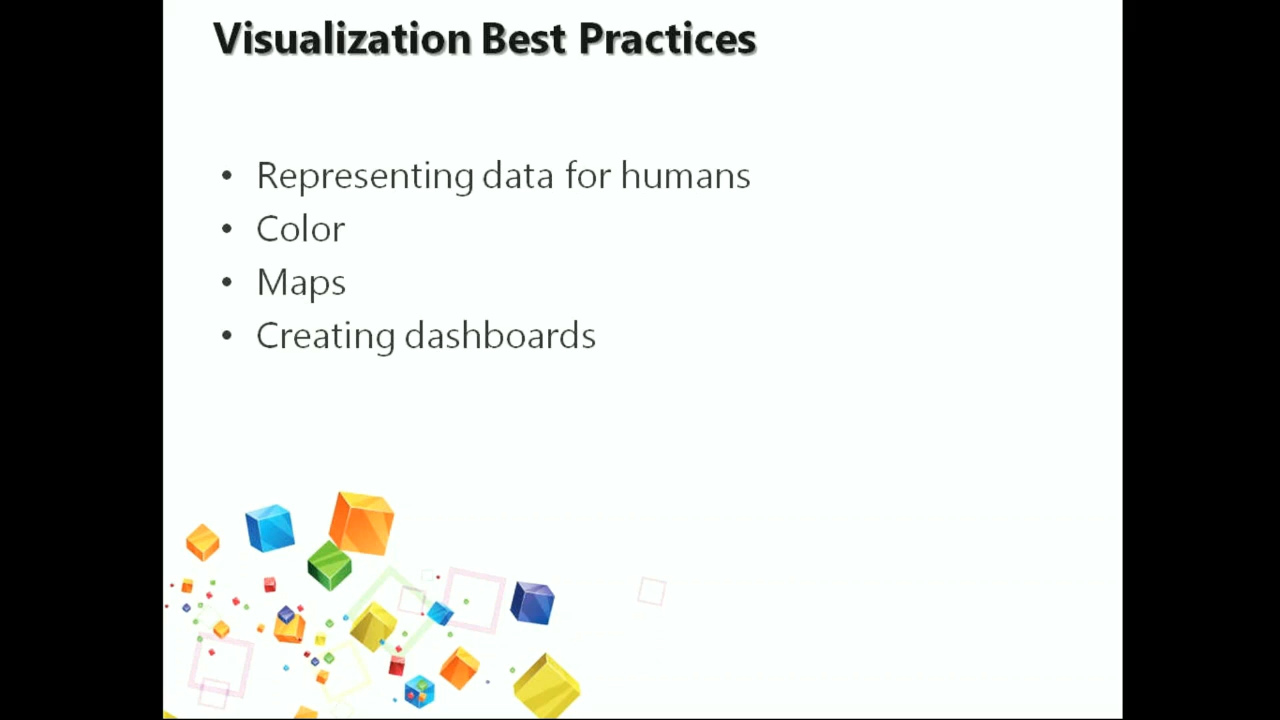 Visualization Best Practices
• Representing data for humans
• Color
• Maps
• Creating dashboards